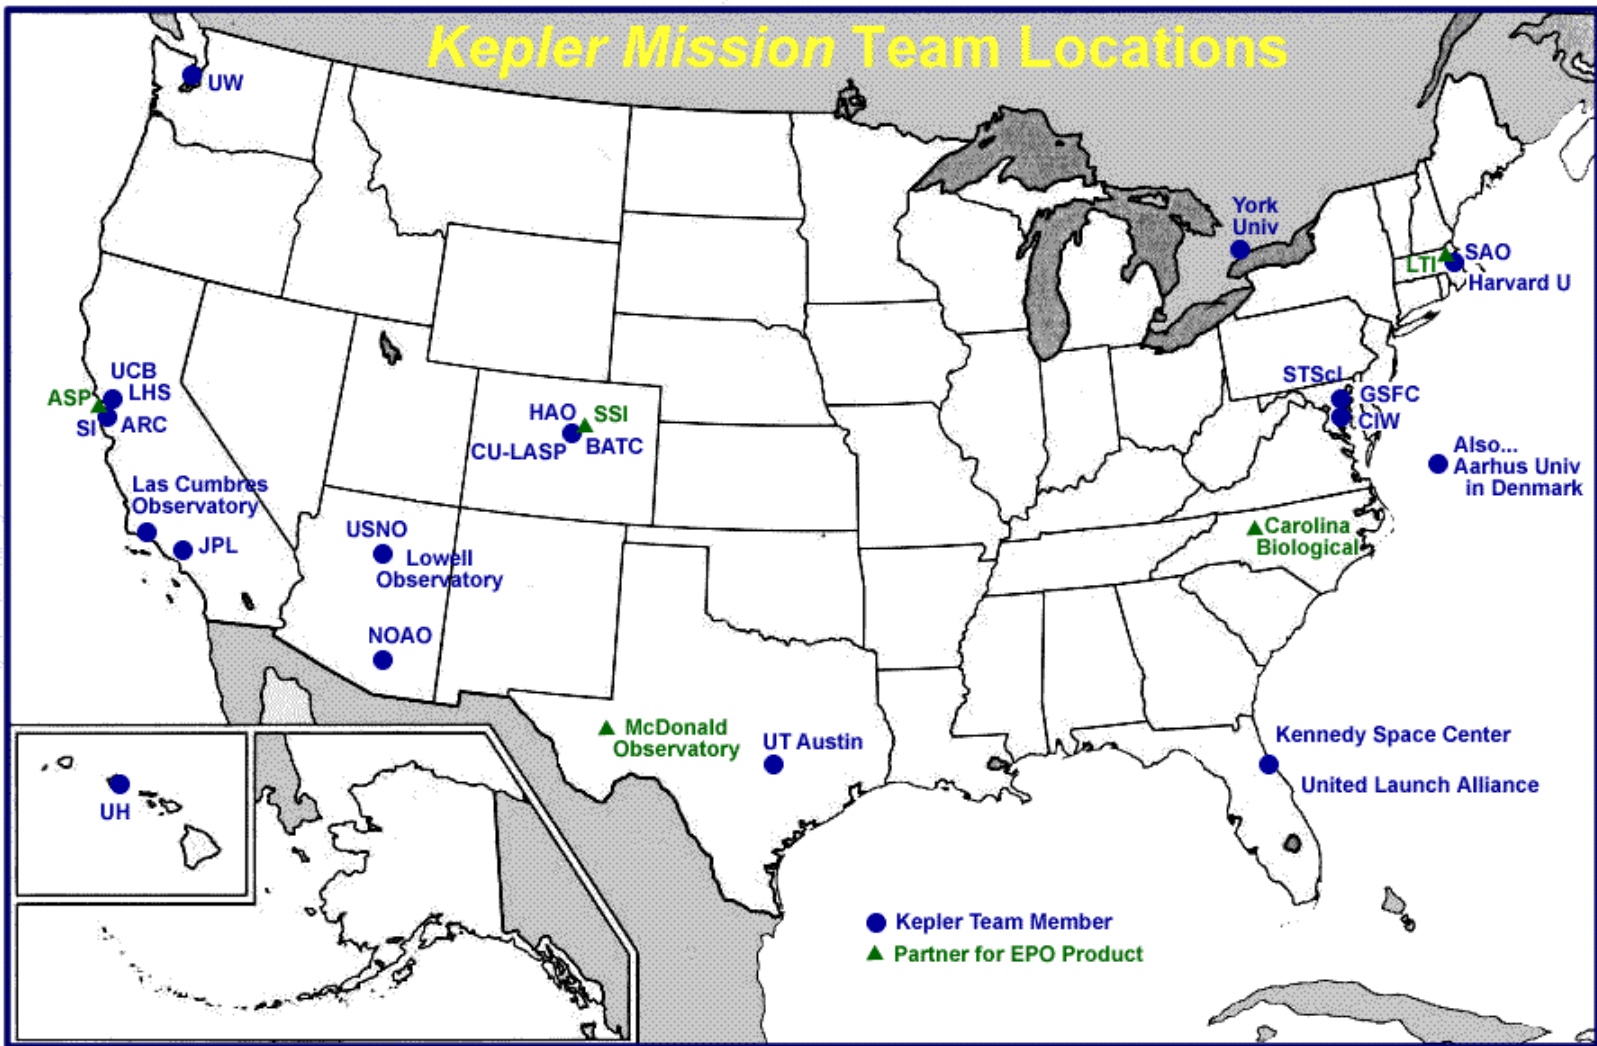 Kepler Mission Team Locations
UW
York
Univ
SAO
LTI
Harvard U
UCB
LHS
ASP
SI
ARC
HAO
SSI
CU-LASP
BATC
STScI
GSFC
CIW
Also...
Aarhus Univ
in Denmark
Las Cumbres
Observatory
JPL
USNO
Lowell
Observatory
Carolina
Biological
NOAO
McDonald
Observatory
UT Austin
Kennedy Space Center
United Launch Alliance
UH
Kepler Team Member
Partner for EPO Product